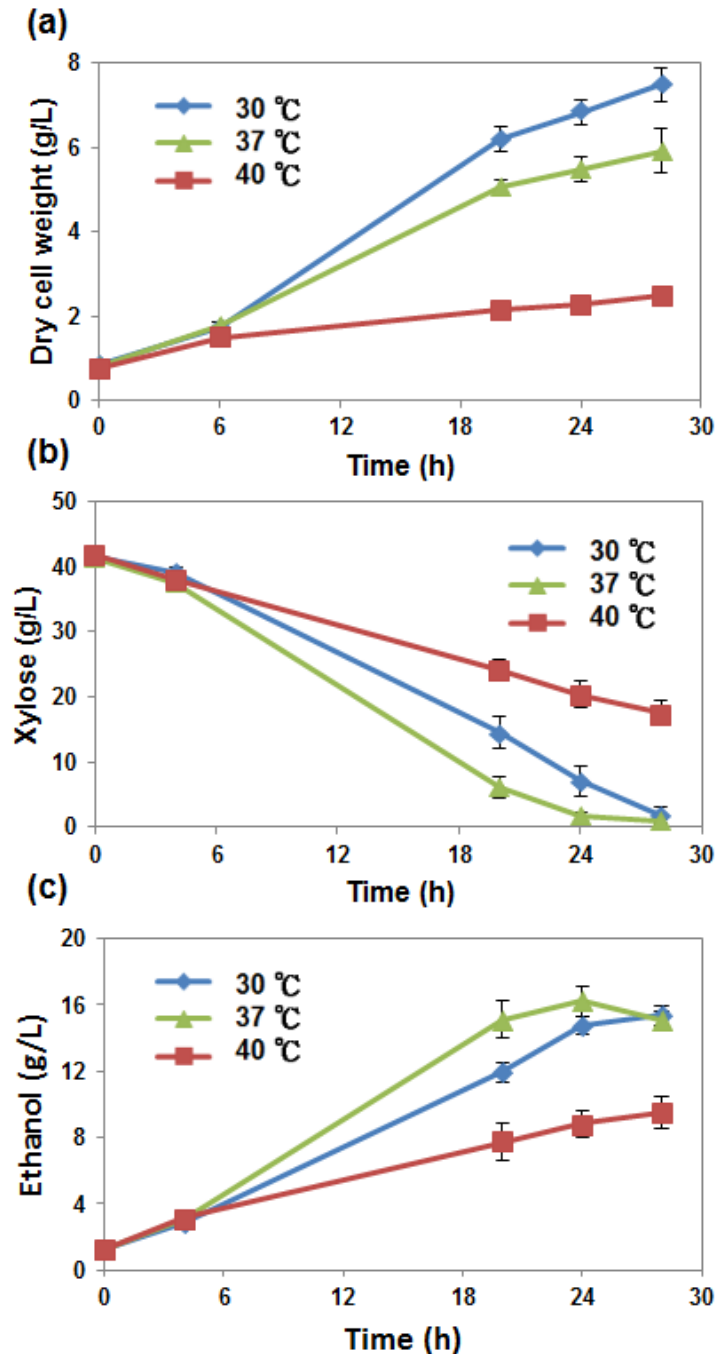 (a)
Dry cell weight (g/L)
8
6
4
2
0
30 ℃
37 ℃
40 ℃
0 6 12 18 24 30
Time (h)
(b)
Xylose (g/L)
50
40
30
20
10
0
30 ℃
37 ℃
40 ℃
0 6 12 18 24 30
Time (h)
(c)
Ethanol (g/L)
20
16
12
8
4
0
30 ℃
37 ℃
40 ℃
0 6 12 18 24 30
Time (h)